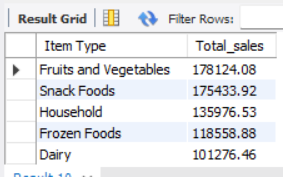 Result Grid Filter Rows:
Item Type Total_sales
Fruits and Vegetables 178124.08
Snack Foods 175433.92
Household 135976.53
Frozen Foods 118558.88
Dairy 101276.46